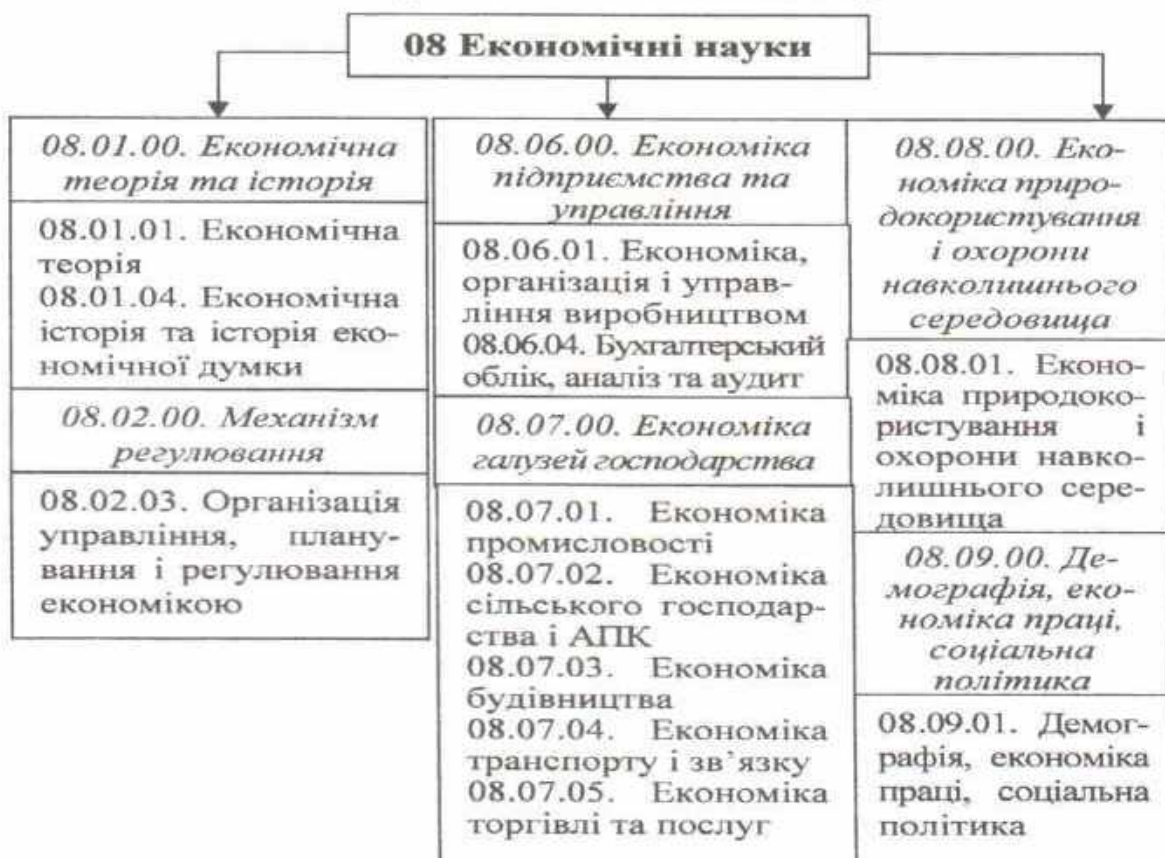 08 Економічні науки
08.01.00. Економічна
теорія та історія
08.01.01. Економічна
теорія
08.01.04. Економічна
історія та історія еко-
номічної думки
08.02.00. Механізм
регулювання
08.02.03. Організація
управління, плану-
вання і регулювання
економікою
08.06.00. Економіка
підприємства та
управління
08.06.01. Економіка,
організація і управ-
ління виробництвом
08.06.04. Бухгалтерський
облік, аналіз та аудит
08.07.00. Економіка
галузей господарства
08.07.01. Економіка
промисловості
08.07.02. Економіка
сільського господар-
ства і АПК
08.07.03. Економіка
будівництва
08.07.04. Економіка
транспорту і зв’язку
08.07.05. Економіка
торгівлі та послуг
08.08.00. Еко-
номіка приро-
докористування
і охорони
навколишнього
середовища
08.08.01. Еконо-
міка природоко-
ристування і
охорони навко-
лишнього сере-
довища
08.09.00. Де-
мографія, еко-
номіка праці,
соціальна
політика
08.09.01. Демог-
рафія, економіка
праці, соціальна
політика